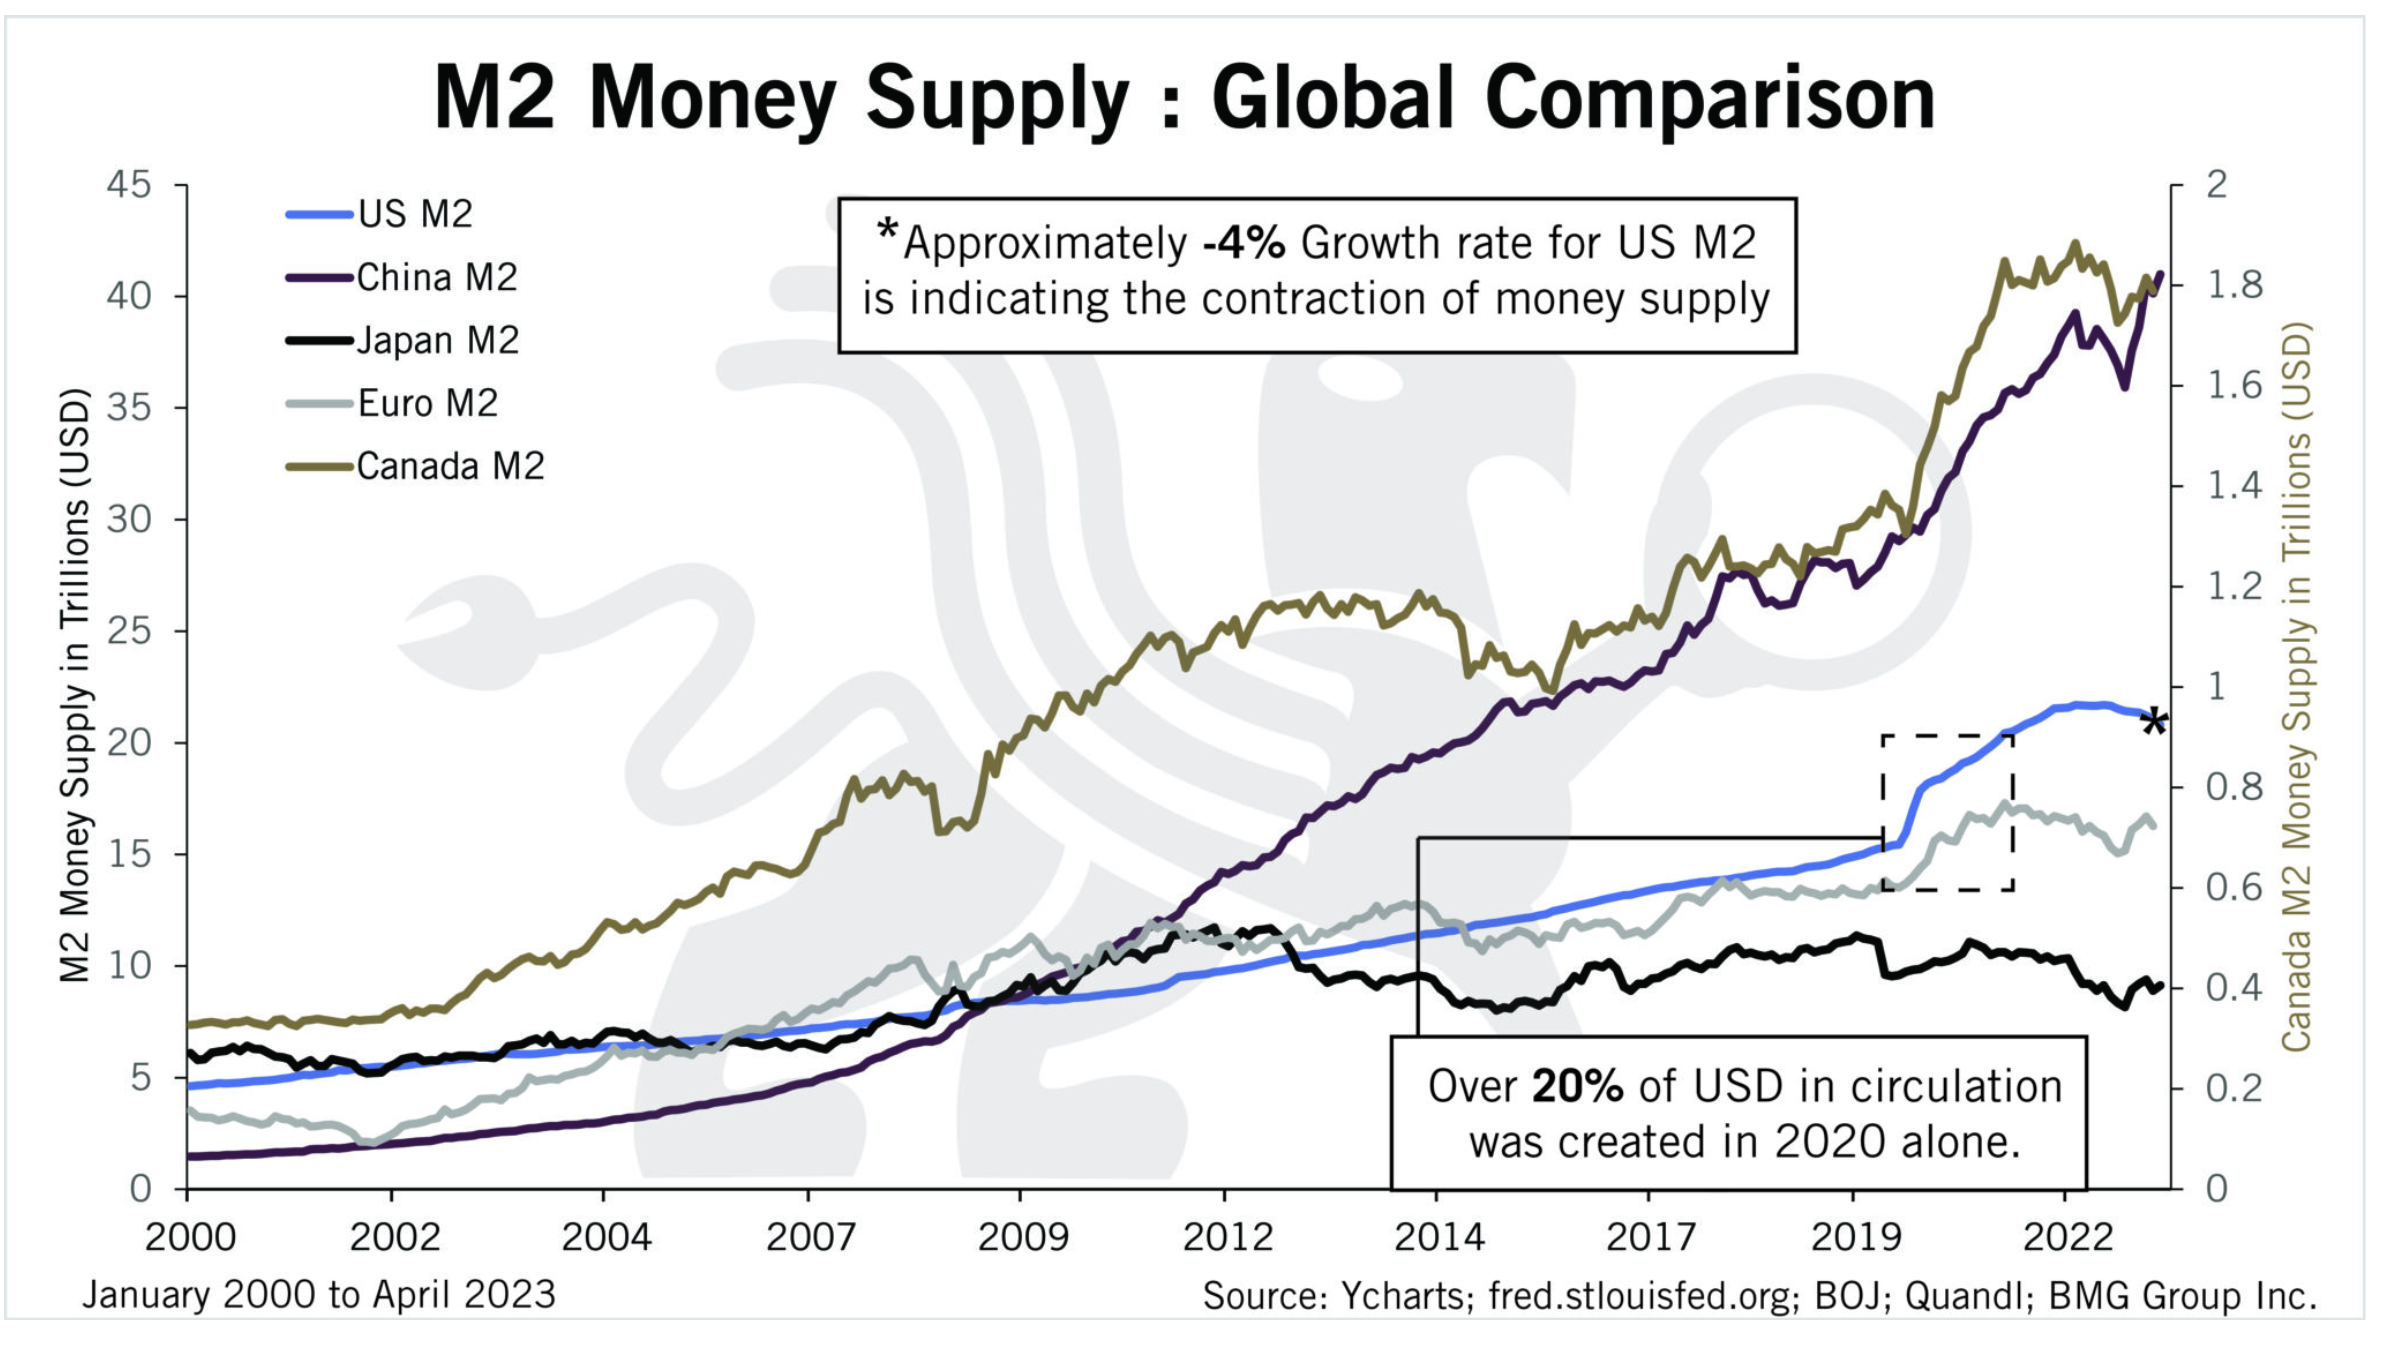 M2 Money Supply : Global Comparison
US M2
China M2
Japan M2
Euro M2
Canada M2
*Approximately -4% Growth rate for US M2
is indicating the contraction of money supply
M2 Money Supply in Trillions (USD)
45
40
35
30
25
20
15
10
5
0
2
1.8
1.6
1.4
1.2
1
0.8
0.6
0.4
0.2
0
Canada M2 Money Supply in Trillions (USD)
*
Over 20% of USD in circulation
was created in 2020 alone.
2000 2002 2004 2007 2009 2012 2014 2017 2019 2022
January 2000 to April 2023
Source: Ycharts; fred.stlouisfed.org; BOJ; Quandl; BMG Group Inc.